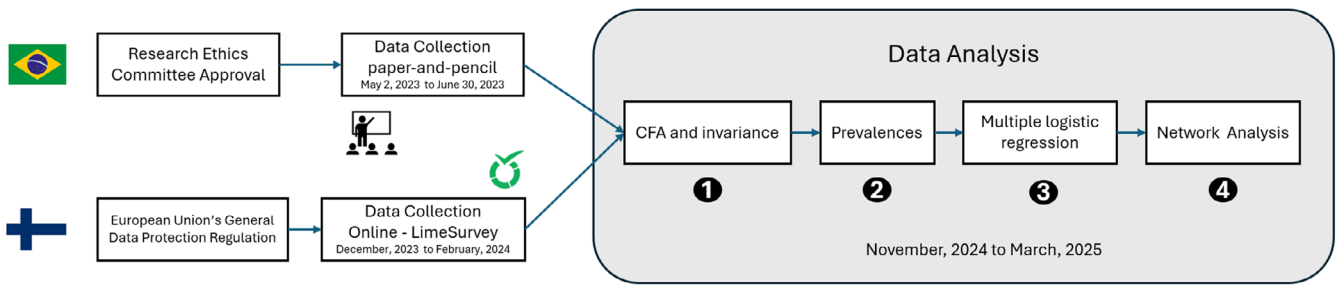 Research Ethics
Committee Approval
Data Collection
paper-and-pencil
May 2, 2023 to June 30, 2023
European Union's General
Data Protection Regulation
Data Collection
Online - LimeSurvey
December, 2023 to February, 2024
Data Analysis
CFA and invariance
Prevalences
Multiple logistic
regression
Network Analysis
1
2
3
4
November, 2024 to March, 2025